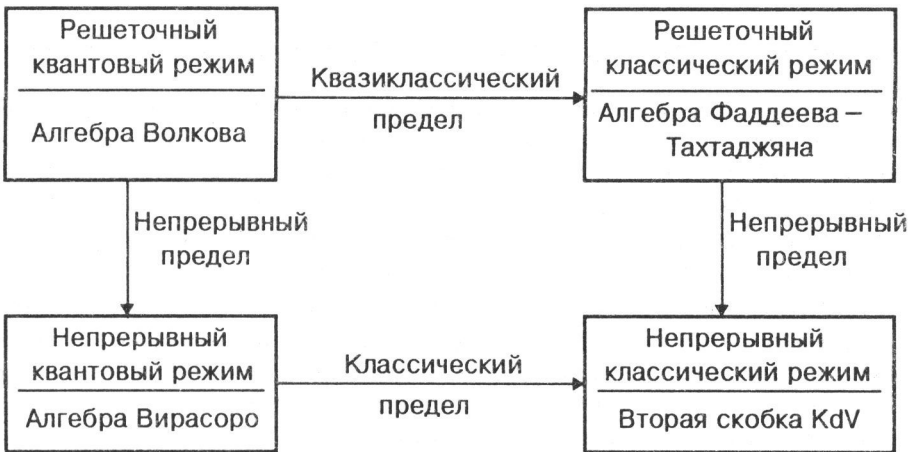 Решеточный
квантовый режим
Алгебра Волкова
Квазиклассический
предел
Решеточный
классический режим
Алгебра Фаддеева –
Тахтаджяна
Непрерывный
предел
Непрерывный
предел
Непрерывный
квантовый режим
Алгебра Вирасоро
Классический
предел
Непрерывный
классический режим
Вторая скобка KdV